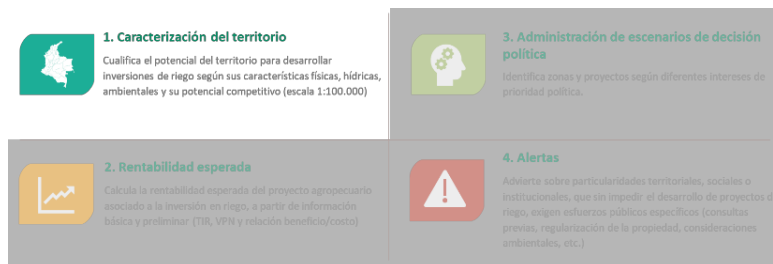 1. Caracterización del territorio
Cualifica el potencial del territorio para desarrollar
inversiones de riego según sus características físicas, hídricas,
ambientales y su potencial competitivo (escala 1:100.000)
3. Administración de escenarios de decisión
política
Identifica zonas y proyectos según diferentes intereses de
prioridad política.
2. Rentabilidad esperada
Calcula la rentabilidad esperada del proyecto agropecuario
asociado a la inversión en riego, a partir de información
básica y preliminar (TIR, VPN y relación beneficio/costo)
4. Alertas
Advierte sobre particularidades territoriales, sociales o
institucionales, que sin impedir el desarrollo de proyectos d
riego, exigen esfuerzos públicos específicos (consultas
previas, regularización de la propiedad, consideraciones
ambientales, etc.)